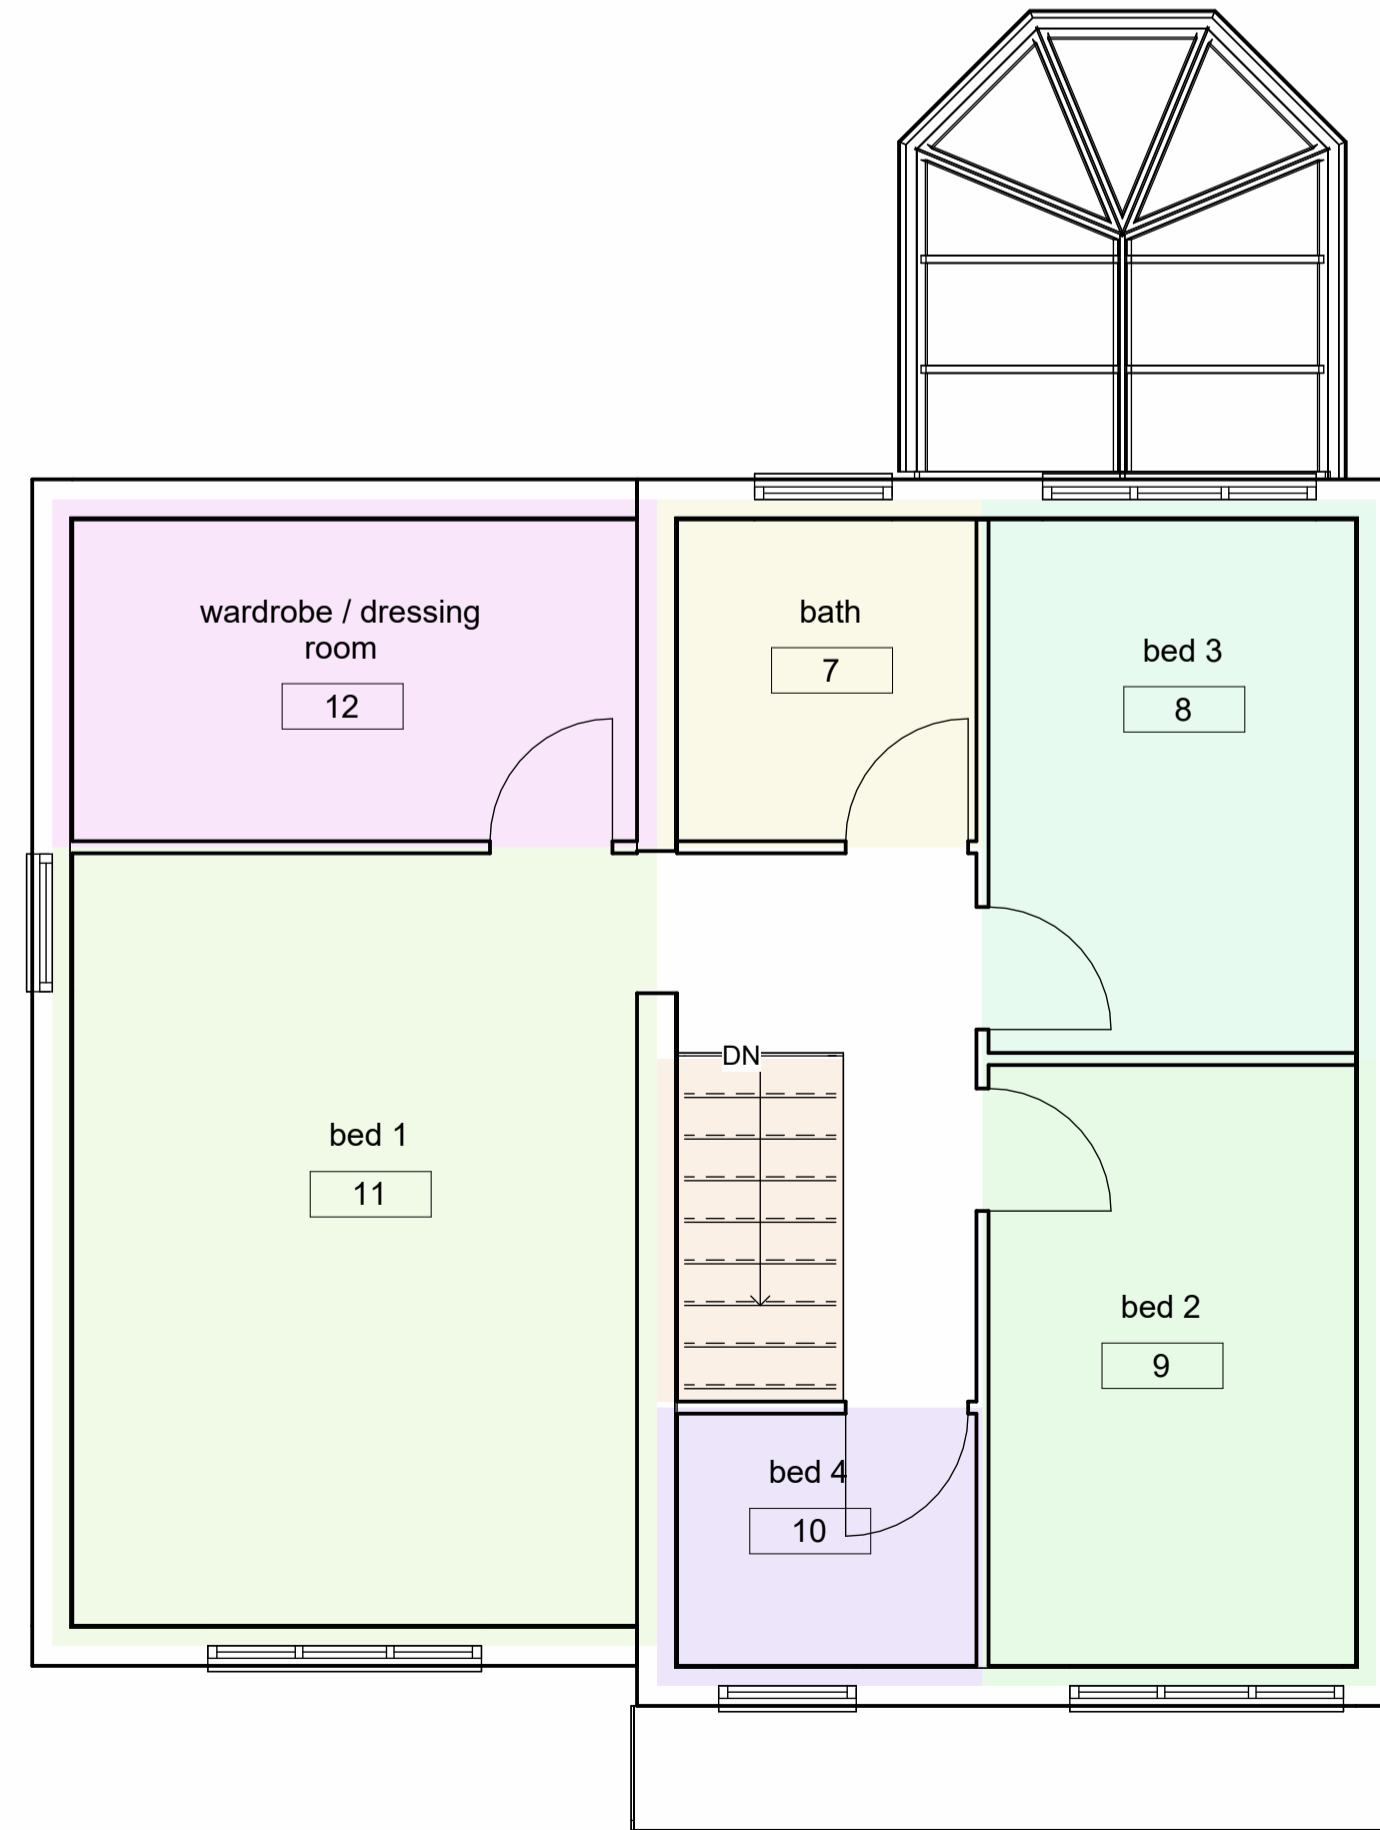 wardrobe / dressing
room
12
bath
7
bed 3
8
DN
bed 1
11
bed 2
9
bed 4
10